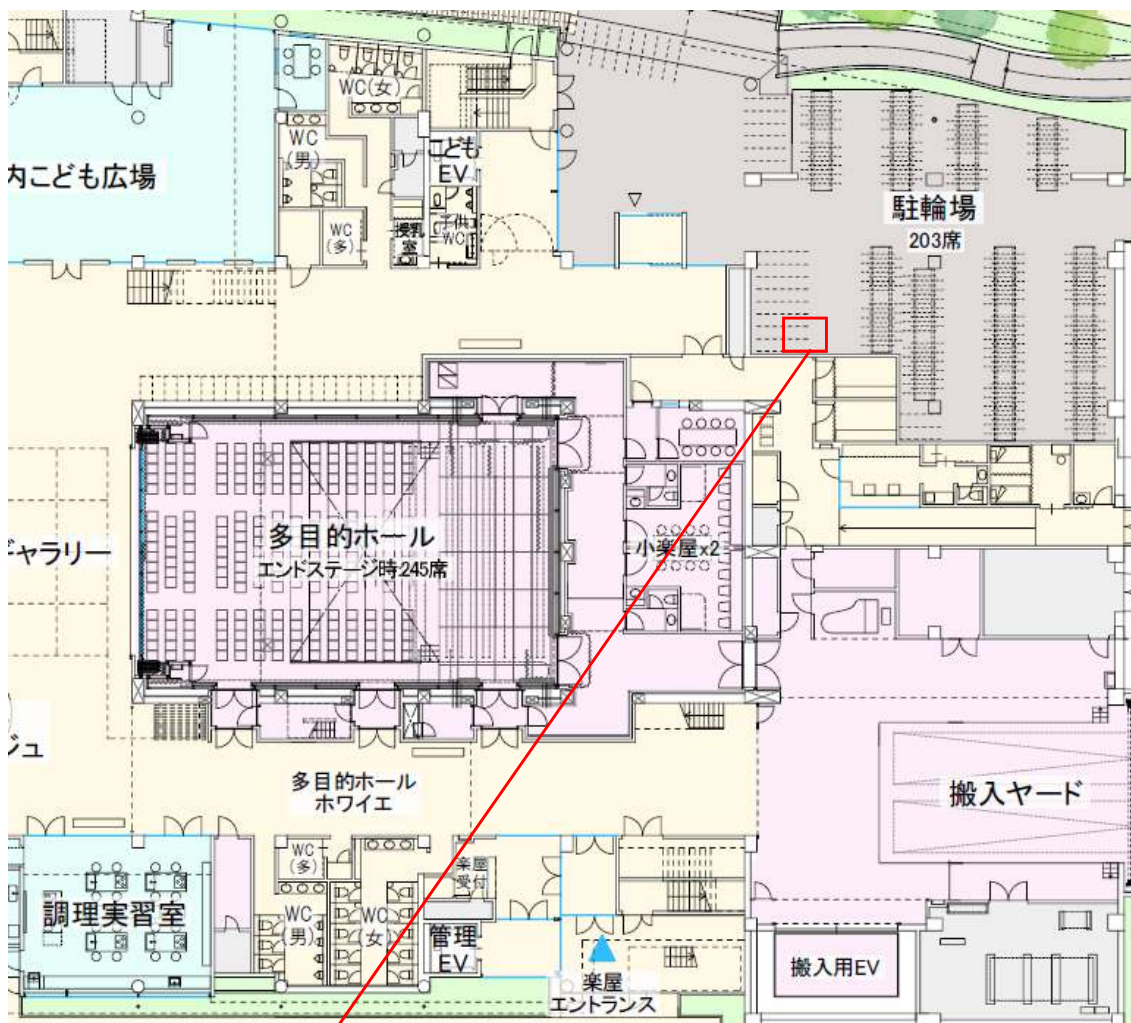 WC(女)
WC
(男)
こども
EV
内こども広場
授乳
室
子供
WC
WC
(多)
駐輪場
203席
多目的ホール
エンドステージ時:245席
小楽屋x2
ギャラリー
ジュ
多目的ホール
ホワイエ
搬入ヤード
WC
(多)
楽屋
受付
調理実習室
WC
(男)
WC
(女)
管理
EV
搬入用EV
楽屋
エントランス